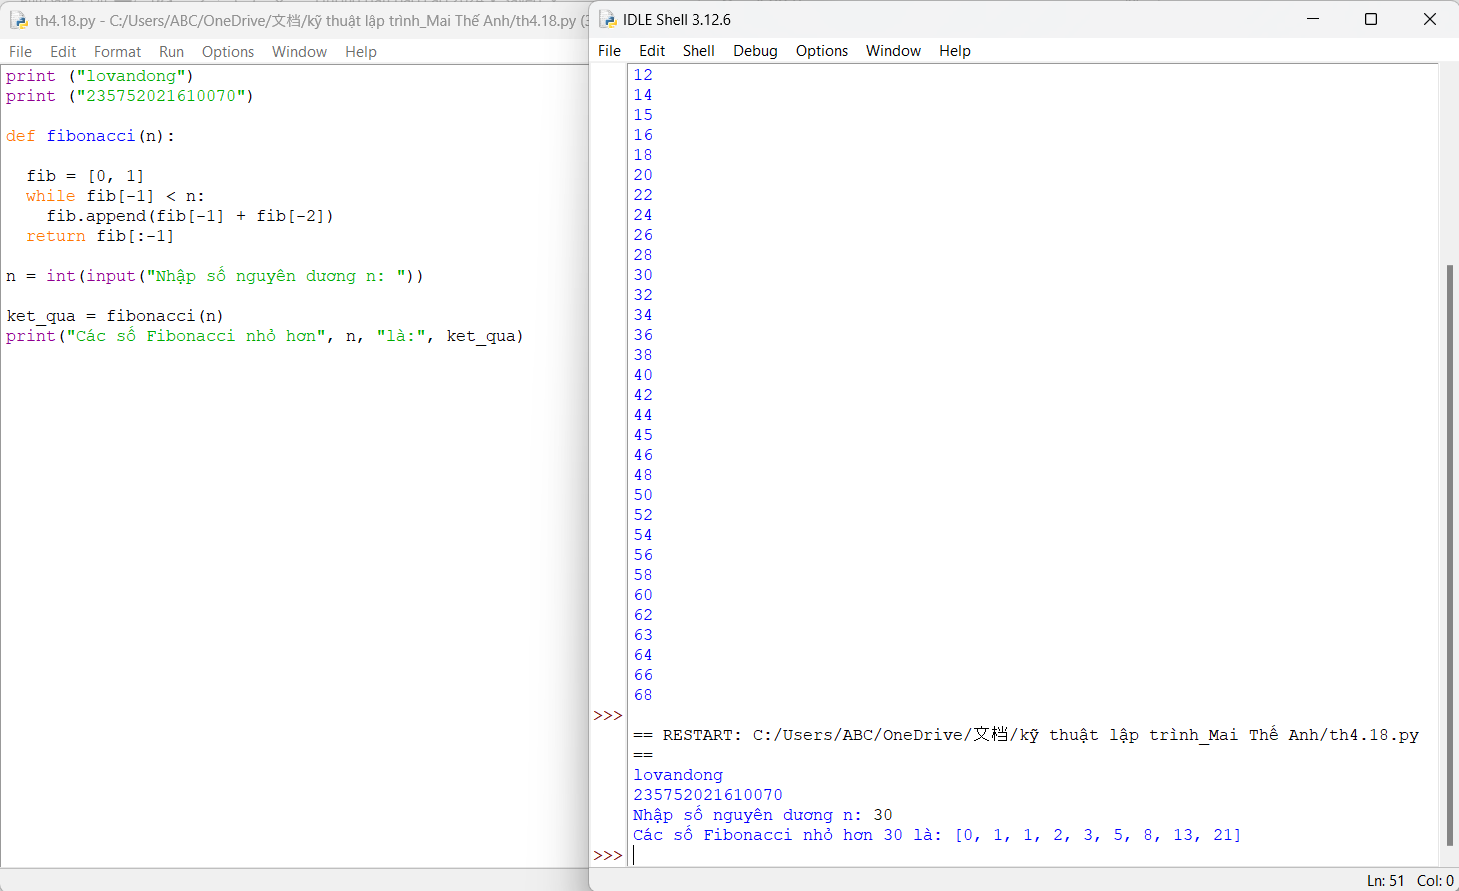 th4.18.py - C:/Users/ABC/OneDrive/文档/kỹ thuật lập trình_Mai Thế Anh/th4.18.py (3
File Edit Format Run Options Window Help
print ("lovandong")
print ("235752021610070")
def fibonacci(n):
fib = [0, 1]
while fib[-1] < n:
fib.append(fib[-1] + fib[-2])
return fib[:-1]
n = int(input("Nhập số nguyên dương n: "))
ket_qua = fibonacci(n)
print("Các số Fibonacci nhỏ hơn", n, "là:", ket_qua)
IDLE Shell 3.12.6
File Edit Shell Debug Options Window Help
12
14
15
16
18
20
22
24
26
28
30
32
34
36
38
40
42
44
45
46
48
50
52
54
56
58
60
62
63
64
66
68
>>>
== RESTART: C:/Users/ABC/OneDrive/文档/kỹ thuật lập trình_Mai Thế Anh/th4.18.py
==
lovandong
235752021610070
Nhập số nguyên dương n: 30
Các số Fibonacci nhỏ hơn 30 là: [0, 1, 1, 2, 3, 5, 8, 13, 21]
>>>
Ln: 51 Col: 0